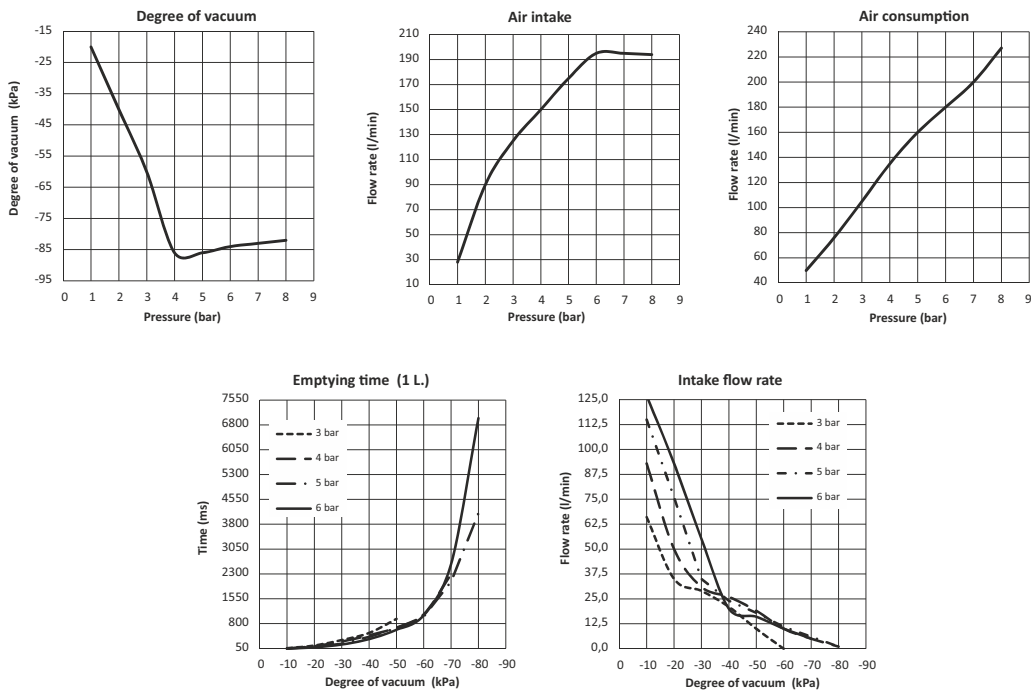 Degree of vacuum
Degree of vacuum (kPa)
-15
-25
-35
-45
-55
-65
-75
-85
-95
0 1 2 3 4 5 6 7 8 9
Pressure (bar)
Air intake
Flow rate (l/min)
210
190
170
150
130
110
90
70
50
30
10
0 1 2 3 4 5 6 7 8 9
Pressure (bar)
Air consumption
Flow rate (l/min)
240
220
200
180
160
140
120
100
80
60
40
0 1 2 3 4 5 6 7 8 9
Pressure (bar)
Emptying time (1 L.)
Time (ms)
7550
6800
6050
5300
4550
3800
3050
2300
1550
800
50
3 bar
4 bar
5 bar
6 bar
0 -10 -20 -30 -40 -50 -60 -70 -80 -90
Degree of vacuum (kPa)
Intake flow rate
Flow rate (l/min)
125,0
112,5
100,0
87,5
75,0
62,5
50,0
37,5
25,0
12,5
0,0
3 bar
4 bar
5 bar
6 bar
0 -10 -20 -30 -40 -50 -60 -70 -80 -90
Degree of vacuum (kPa)